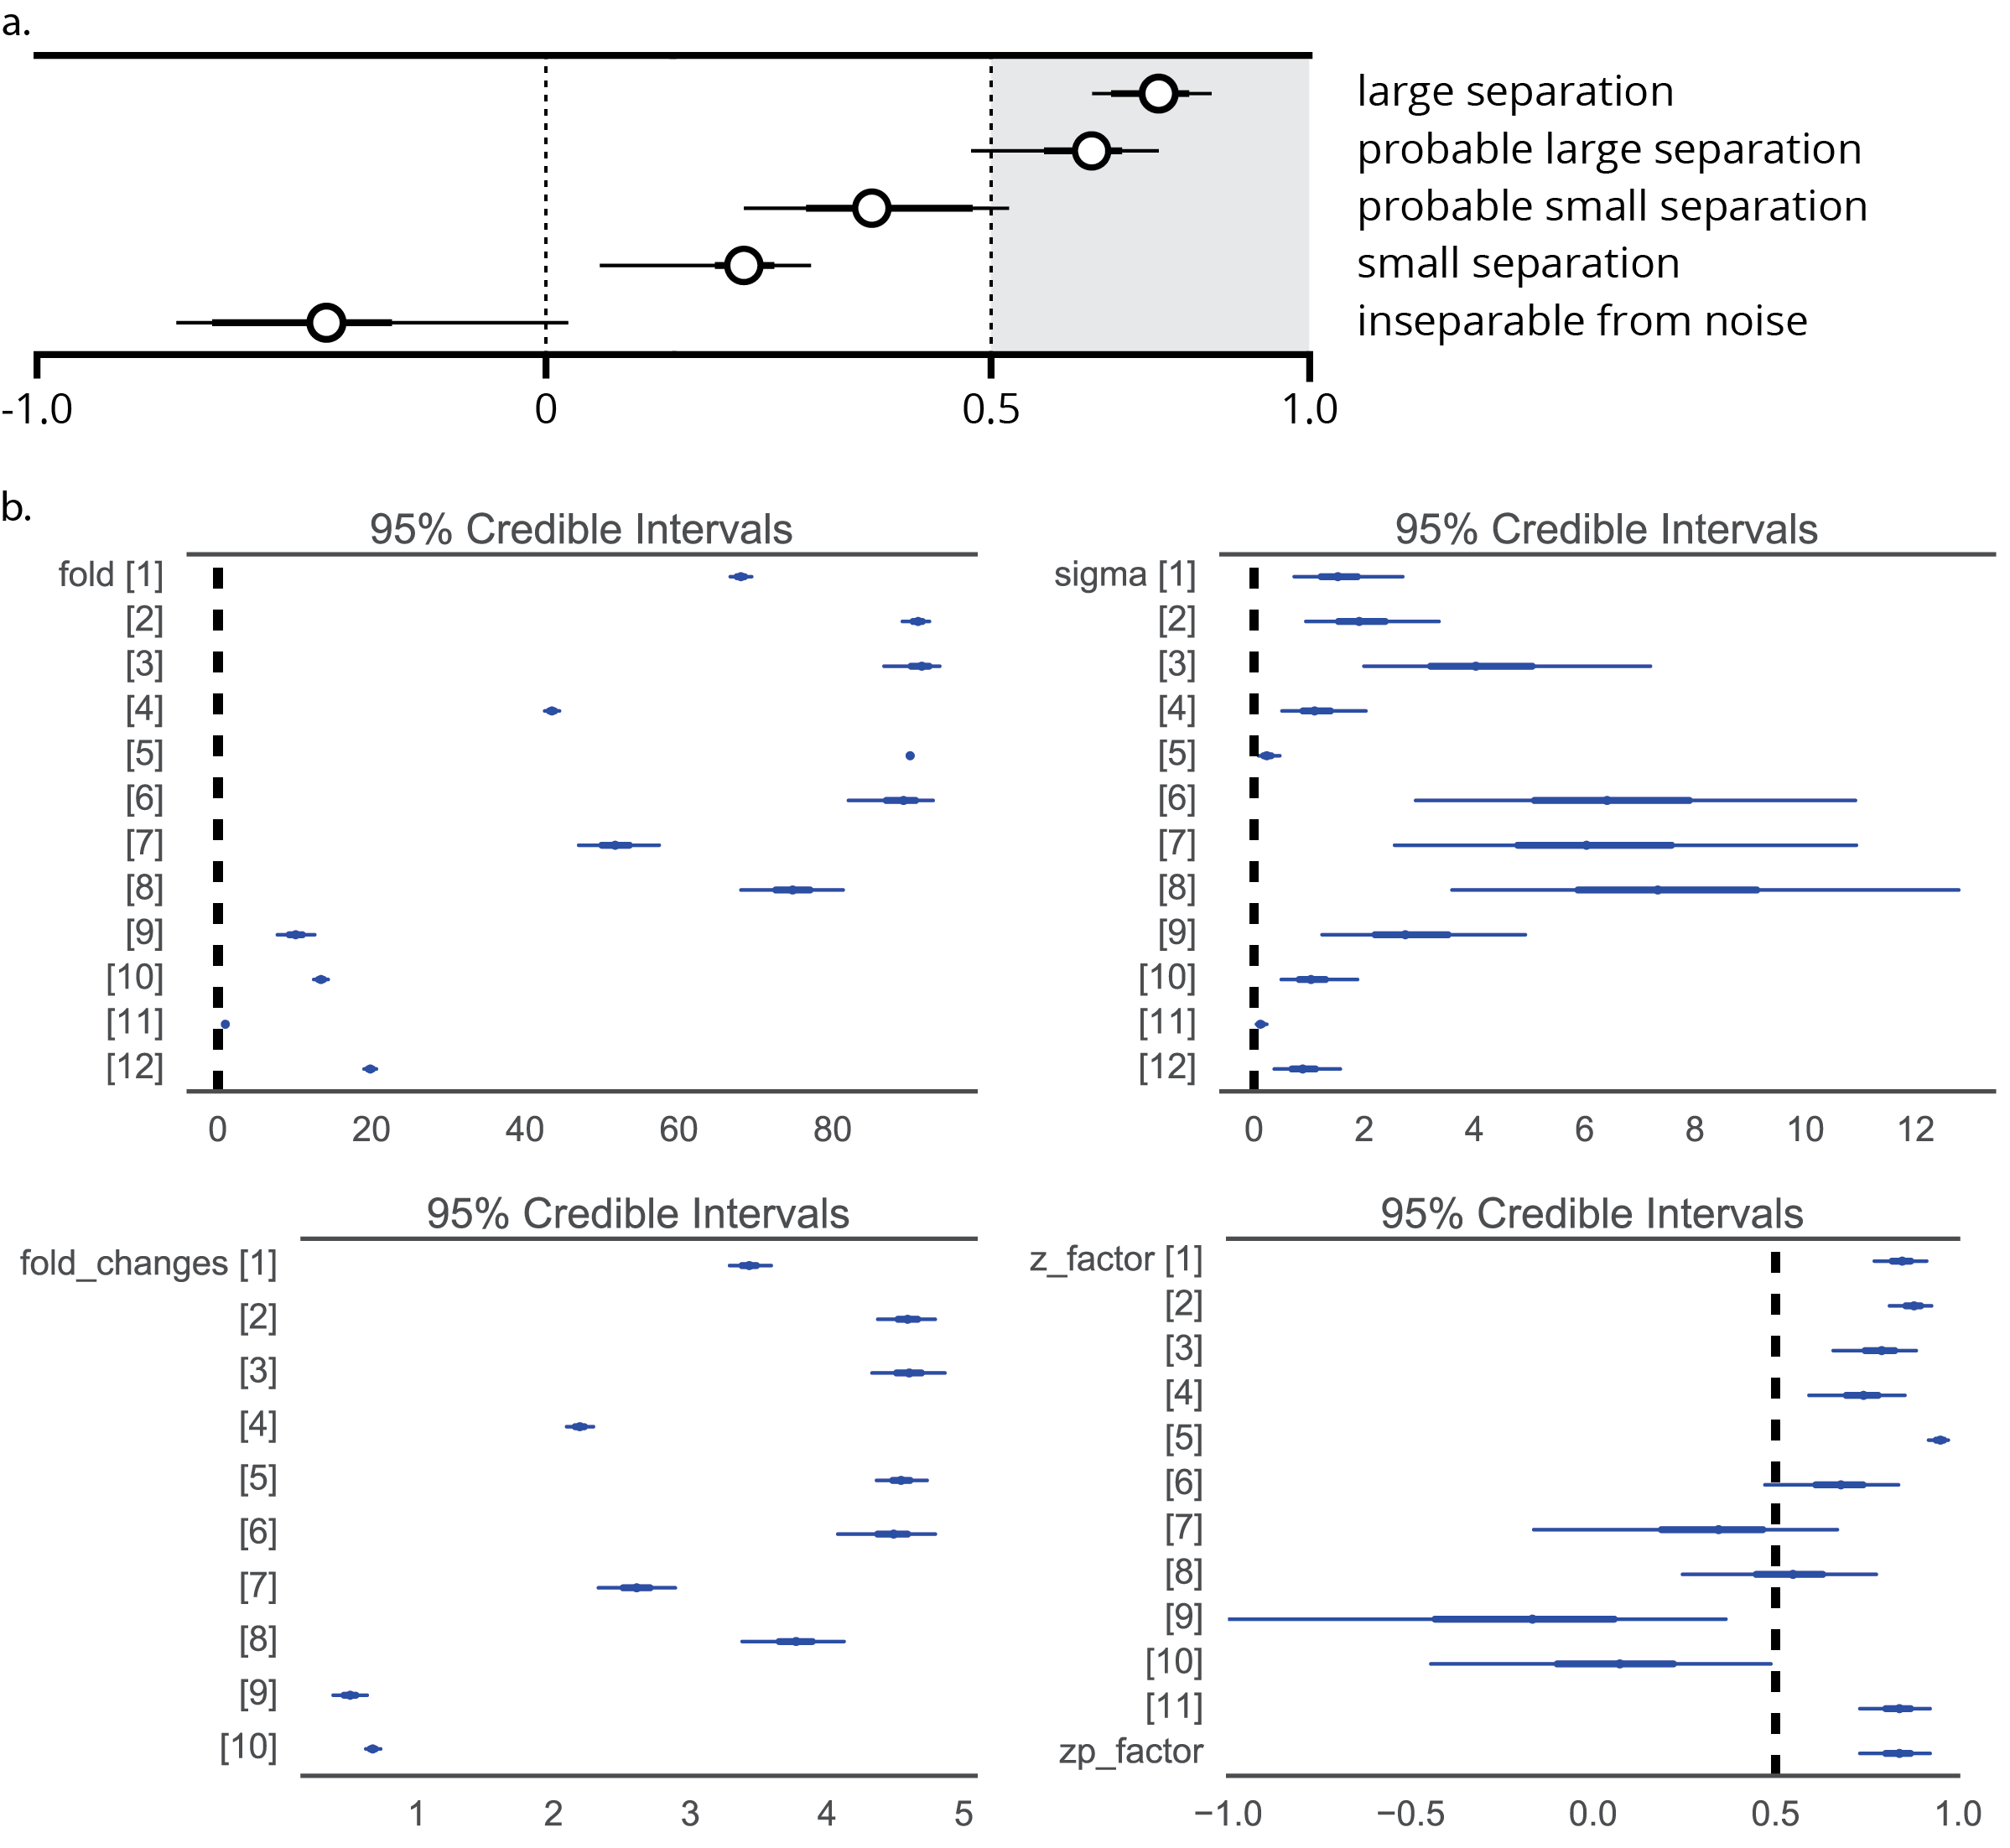 a.
large separation
probable large separation
probable small separation
small separation
inseparable from noise
-1.0 0 0.5 1.0
b.
95% Credible Intervals
fold [1]
[2]
[3]
[4]
[5]
[6]
[7]
[8]
[9]
[10]
[11]
[12]
0 20 40 60 80
95% Credible Intervals
sigma [1]
[2]
[3]
[4]
[5]
[6]
[7]
[8]
[9]
[10]
[11]
[12]
0 2 4 6 8 10 12
95% Credible Intervals
fold_changes [1]
[2]
[3]
[4]
[5]
[6]
[7]
[8]
[9]
[10]
1 2 3 4 5
95% Credible Intervals
z_factor [1]
[2]
[3]
[4]
[5]
[6]
[7]
[8]
[9]
[10]
[11]
zp_factor
−1.0 −0.5 0.0 0.5 1.0